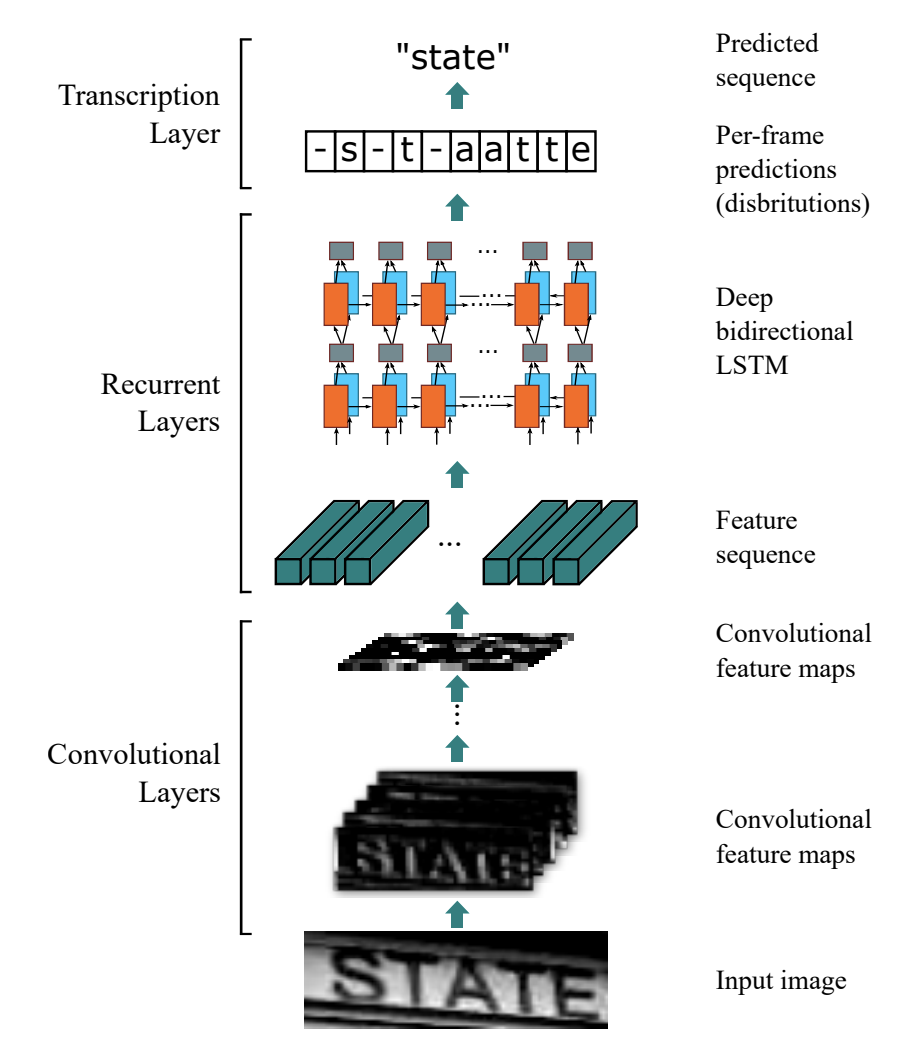 "state"
Predicted
sequence
Transcription
Layer
-s-t-aatte
Per-frame
predictions
(disbritutions)
...
Deep
bidirectional
LSTM
...
...
...
Recurrent
Layers
...
Feature
sequence
Convolutional
feature maps
Convolutional
Layers
STATE
Convolutional
feature maps
STATE
Input image